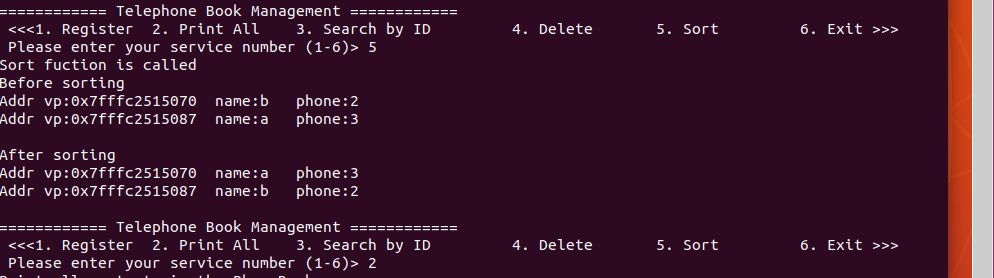 ============ Telephone Book Management ============
<<<1. Register 2. Print All 3. Search by ID 4. Delete 5. Sort 6. Exit >>>
Please enter your service number (1-6)> 5
Sort fuction is called
Before sorting
Addr vp:0x7fffc2515070 name:b phone:2
Addr vp:0x7fffc2515087 name:a phone:3
After sorting
Addr vp:0x7fffc2515070 name:a phone:3
Addr vp:0x7fffc2515087 name:b phone:2
============ Telephone Book Management ============
<<<1. Register 2. Print All 3. Search by ID 4. Delete 5. Sort 6. Exit >>>
Please enter your service number (1-6)> 2